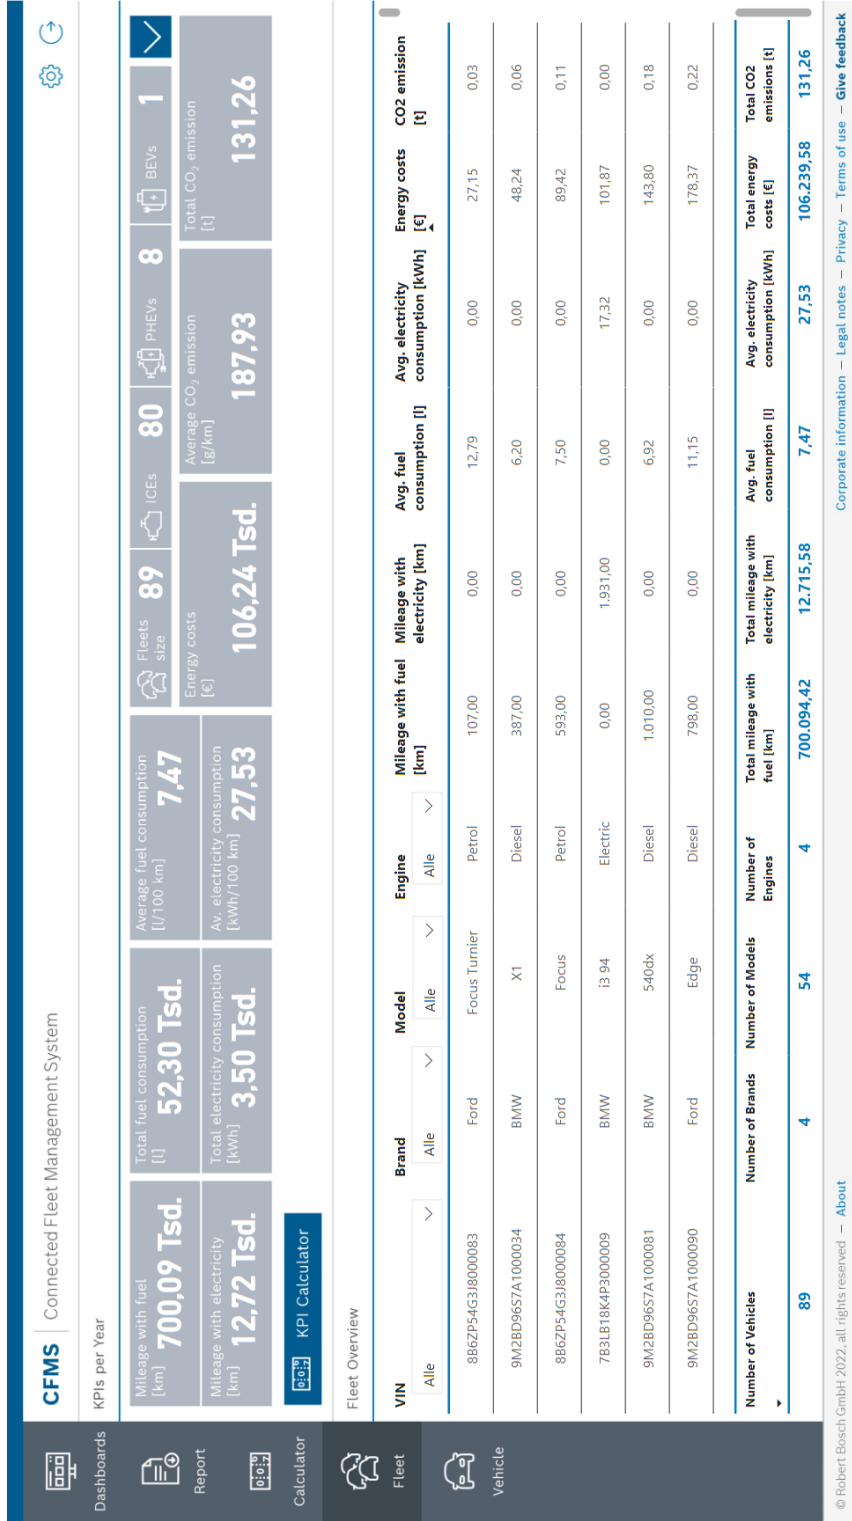 CFMS
Connected Fleet Management System
Dashboards
Report
Calculator
Fleet
Vehicle
KPIs per Year
Mileage with fuel
[km]
700,09 Tsd.
Total fuel consumption
[l]
52,30 Tsd.
Average fuel consumption
[l/100 km]
7,47
Fleets
size
89
ICEs
80
PHEVs
8
BEVs
1
Mileage with electricity
[km]
12,72 Tsd.
Total electricity consumption
[kWh]
3,50 Tsd.
Av. electricity consumption
[kWh/100 km]
27,53
Energy costs
[€]
106,24 Tsd.
Average CO₂ emission
[g/km]
187,93
Total CO₂ emission
[t]
131,26
KPI Calculator
Fleet Overview
VIN
Alle
Brand
Alle
Model
Alle
Engine
Alle
Mileage with fuel
[km]
Mileage with
electricity [km]
Avg. fuel
consumption [l]
Avg. electricity
consumption [kWh]
Energy costs
[€]
CO2 emission
[t]
8B6ZP54G3J8000083 Ford Focus Turnier Petrol 107,00 0,00 12,79 0,00 27,15 0,03
9M2BD96S7A1000034 BMW X1 Diesel 387,00 0,00 6,20 0,00 48,24 0,06
8B6ZP54G3J8000084 Ford Focus Petrol 593,00 0,00 7,50 0,00 89,42 0,11
7B3LB18K4P3000009 BMW i3 94 Electric 0,00 1.931,00 0,00 17,32 101,87 0,00
9M2BD96S7A1000081 BMW 540dx Diesel 1.010,00 0,00 6,92 0,00 143,80 0,18
9M2BD96S7A1000090 Ford Edge Diesel 798,00 0,00 11,15 0,00 178,37 0,22
Number of Vehicles
Number of Brands
Number of Models
Number of
Engines
Total mileage with
fuel [km]
Total mileage with
electricity [km]
Avg. fuel
consumption [l]
Avg. electricity
consumption [kWh]
Total energy
costs [€]
Total CO2
emissions [t]
89 4 54 4 700.094,42 12.715,58 7,47 27,53 106.239,58 131,26
© Robert Bosch GmbH 2022, all rights reserved – About
Corporate information – Legal notes – Privacy – Terms of use – Give feedback